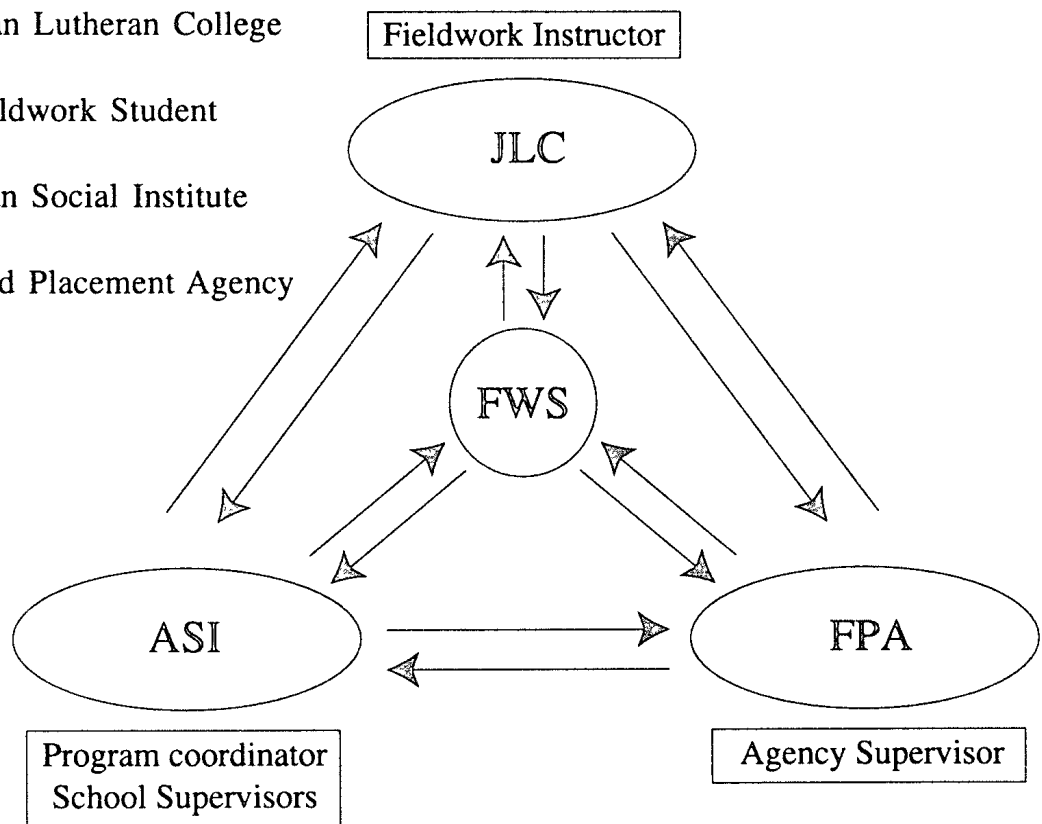 an Lutheran College
Fieldwork Instructor
ldwork Student
JLC
n Social Institute
d Placement Agency
FWS
ASI
FPA
Program coordinator
School Supervisors
Agency Supervisor